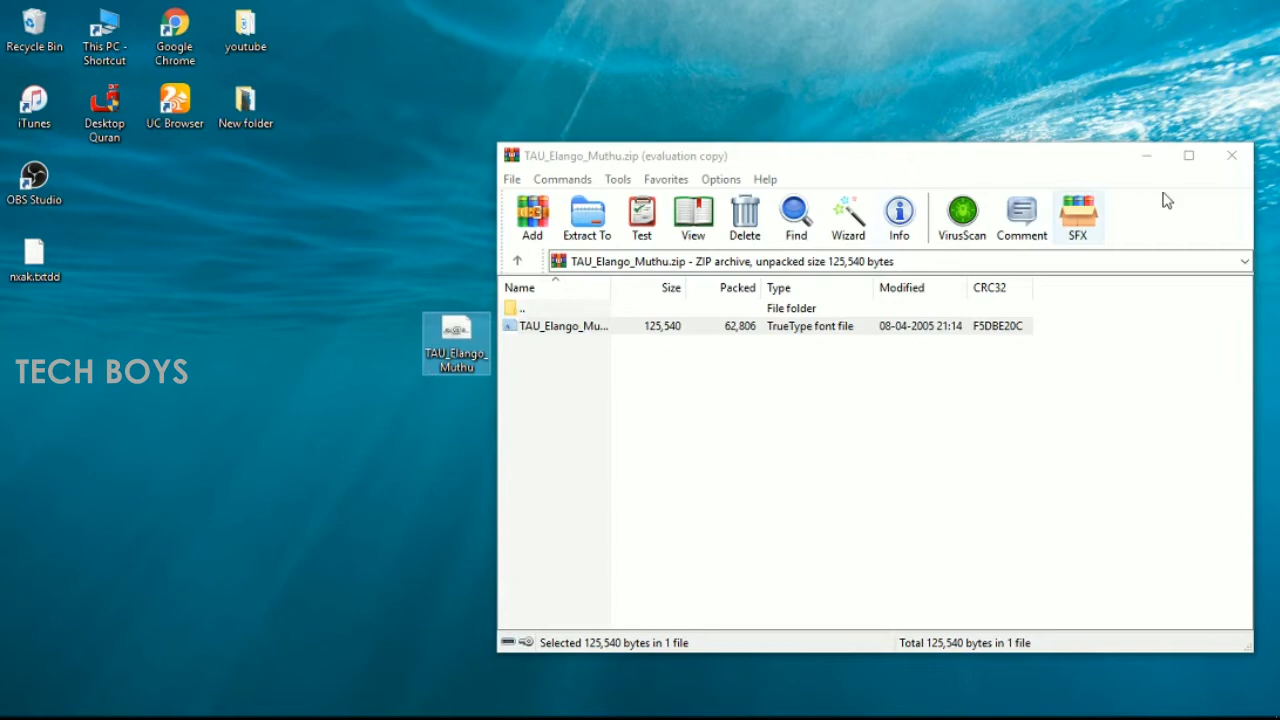 Recycle Bin
This PC -
Shortcut
Google
Chrome
youtube
iTunes
Desktop
Quran
UC Browser
New folder
OBS Studio
nxak.txtdd
TECH BOYS
TAU_Elango_
Muthu
TAU_Elango_Muthu.zip (evaluation copy)
File Commands Tools Favorites Options Help
Add Extract To Test View Delete Find Wizard Info VirusScan Comment SFX
TAU_Elango_Muthu.zip - ZIP archive, unpacked size 125,540 bytes
Name Size Packed Type Modified CRC32
.. File folder
TAU_Elango_Mu... 125,540 62,806 TrueType font file 08-04-2005 21:14 F5DBE20C
Selected 125,540 bytes in 1 file Total 125,540 bytes in 1 file